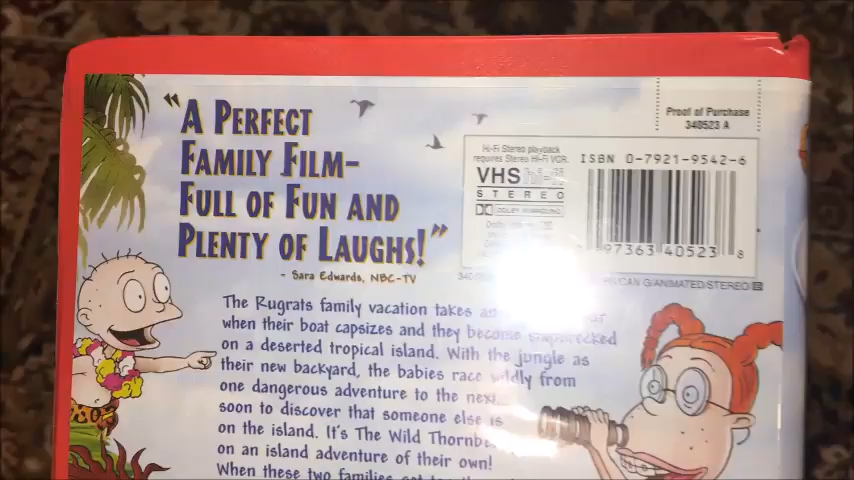 "A PERFECT
FAMILY FILM-
FULL OF FUN AND
PLENTY OF LAUGHS!"
- Sara Edwards, NBC-TV
Proof of Purchase
340523 A
Hi-Fi Stereo playback
requires Stereo Hi-Fi VCR.
VHS
STEREO
DOLBY SURROUND
ISBN 0-7921-9542-6
97363 40523 8
G/ANIMATED/STEREO
The Rugrats family vacation takes
when their boat capsizes and they become shipwrecked
on a deserted tropical island. With the jungle as
their new backyard, the babies race wildly from
one dangerous adventure to the next...
soon to discover that someone else is
on the island. It's The Wild
on an island adventure of their own!
When these two families get